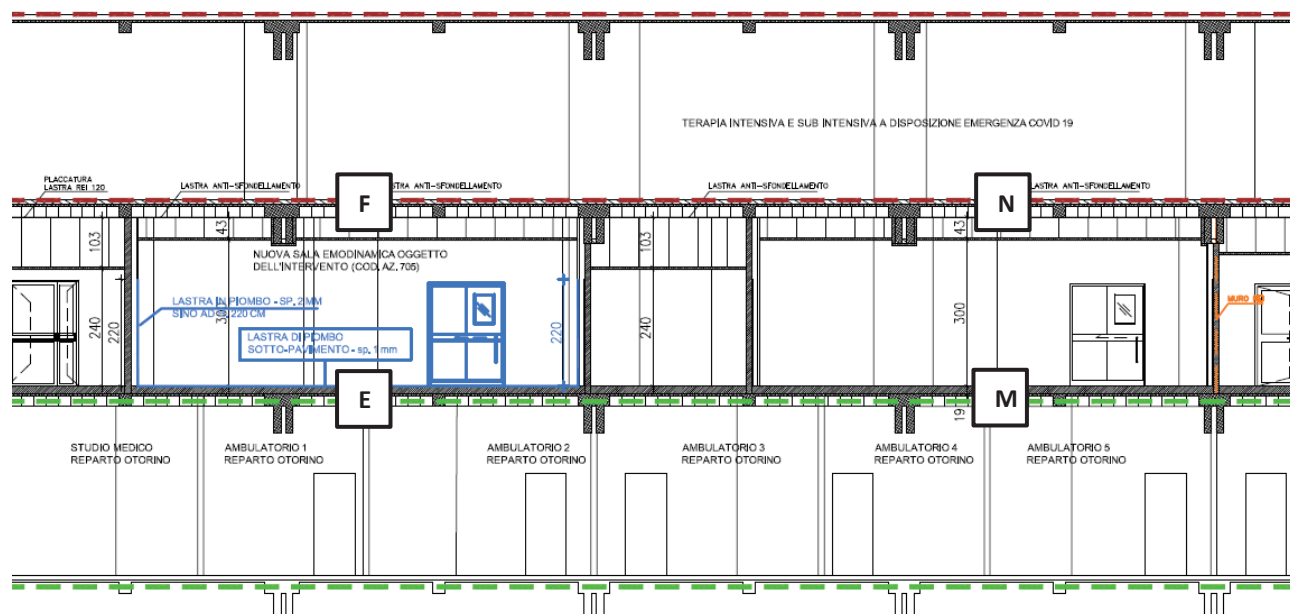 TERAPIA INTENSIVA E SUB INTENSIVA A DISPOSIZIONE EMERGENZA COVID 19
PLACCATURA
LASTRA REI 120
LASTRA ANTI-SFONDELLAMENTO
F
LASTRA ANTI-SFONDELLAMENTO
LASTRA ANTI-SFONDELLAMENTO
N
LASTRA ANTI-SFONDELLAMENTO
103
43
103
43
NUOVA SALA EMODINAMICA OGGETTO
DELL'INTERVENTO (COD. AZ. 705)
LASTRA IN PIOMBO - SP. 2 MM
SINO AD 220 CM
MURO
240
220
300
220
240
300
LASTRA DI PIOMBO
SOTTO-PAVIMENTO - sp. 1 mm
E
M
19
STUDIO MEDICO
REPARTO OTORINO
AMBULATORIO 1
REPARTO OTORINO
AMBULATORIO 2
REPARTO OTORINO
AMBULATORIO 3
REPARTO OTORINO
AMBULATORIO 4
REPARTO OTORINO
AMBULATORIO 5
REPARTO OTORINO